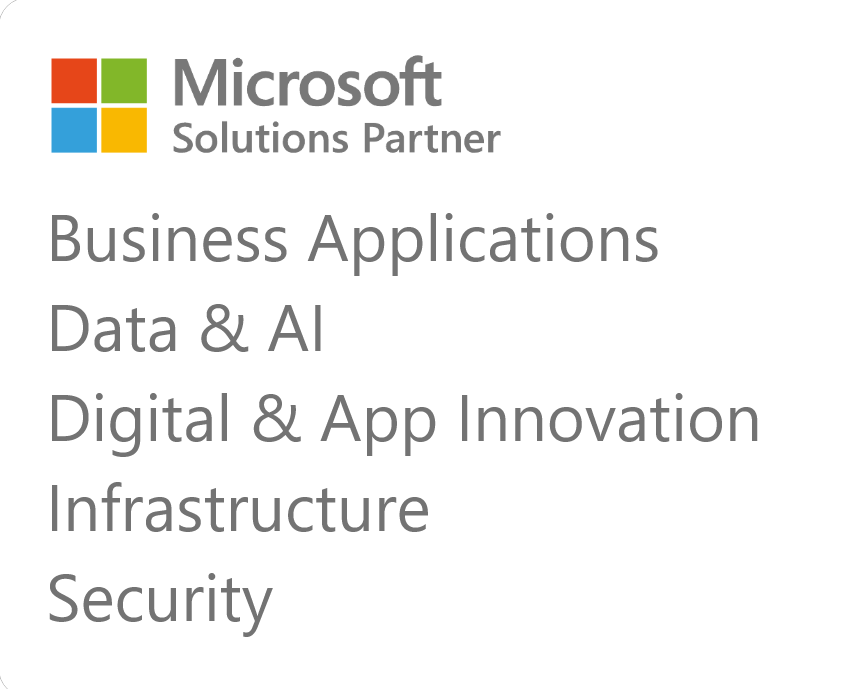 Microsoft
Solutions Partner
Business Applications
Data & AI
Digital & App Innovation
Infrastructure
Security